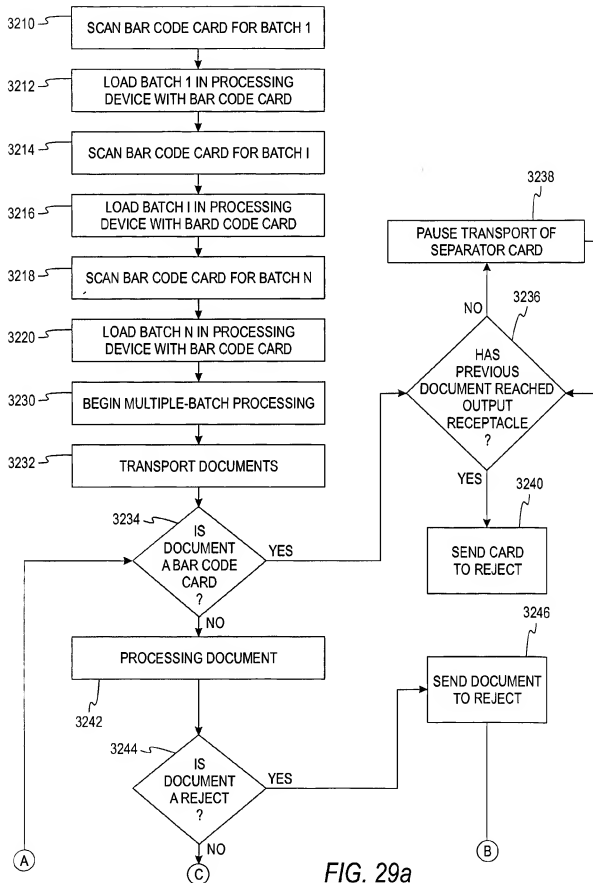 3210
SCAN BAR CODE CARD FOR BATCH 1
3212
LOAD BATCH 1 IN PROCESSING
DEVICE WITH BAR CODE CARD
3214
SCAN BAR CODE CARD FOR BATCH I
3216
LOAD BATCH I IN PROCESSING
DEVICE WITH BARD CODE CARD
3218
SCAN BAR CODE CARD FOR BATCH N
3220
LOAD BATCH N IN PROCESSING
DEVICE WITH BAR CODE CARD
3230
BEGIN MULTIPLE-BATCH PROCESSING
3232
TRANSPORT DOCUMENTS
3234
IS
DOCUMENT
A BAR CODE
CARD
?
YES
NO
3238
PAUSE TRANSPORT OF
SEPARATOR CARD
NO
3236
HAS
PREVIOUS
DOCUMENT REACHED
OUTPUT
RECEPTACLE
?
YES
3240
SEND CARD
TO REJECT
PROCESSING DOCUMENT
3242
3244
IS
DOCUMENT
A REJECT
?
YES
NO
3246
SEND DOCUMENT
TO REJECT
A
C
B
FIG. 29a